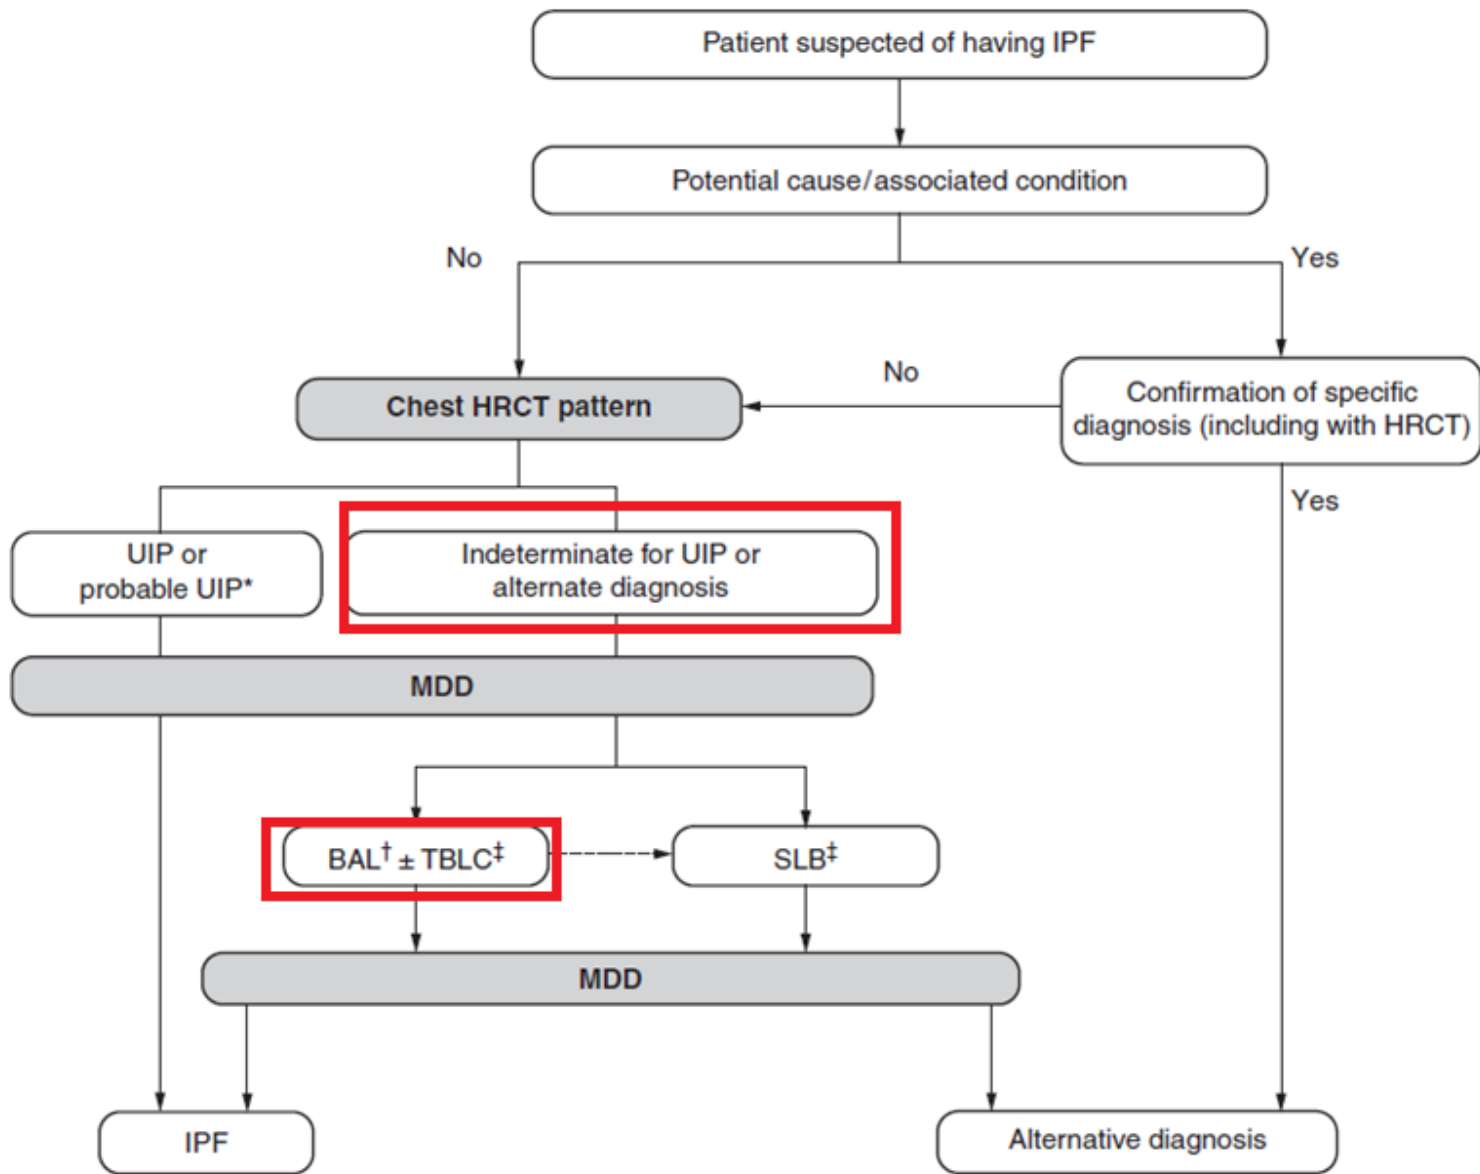 Patient suspected of having IPF
Potential cause/associated condition
No
Yes
No
Chest HRCT pattern
Confirmation of specific
diagnosis (including with HRCT)
Yes
UIP or
probable UIP*
Indeterminate for UIP or
alternate diagnosis
MDD
BAL† ± TBLC‡
SLB‡
MDD
IPF
Alternative diagnosis